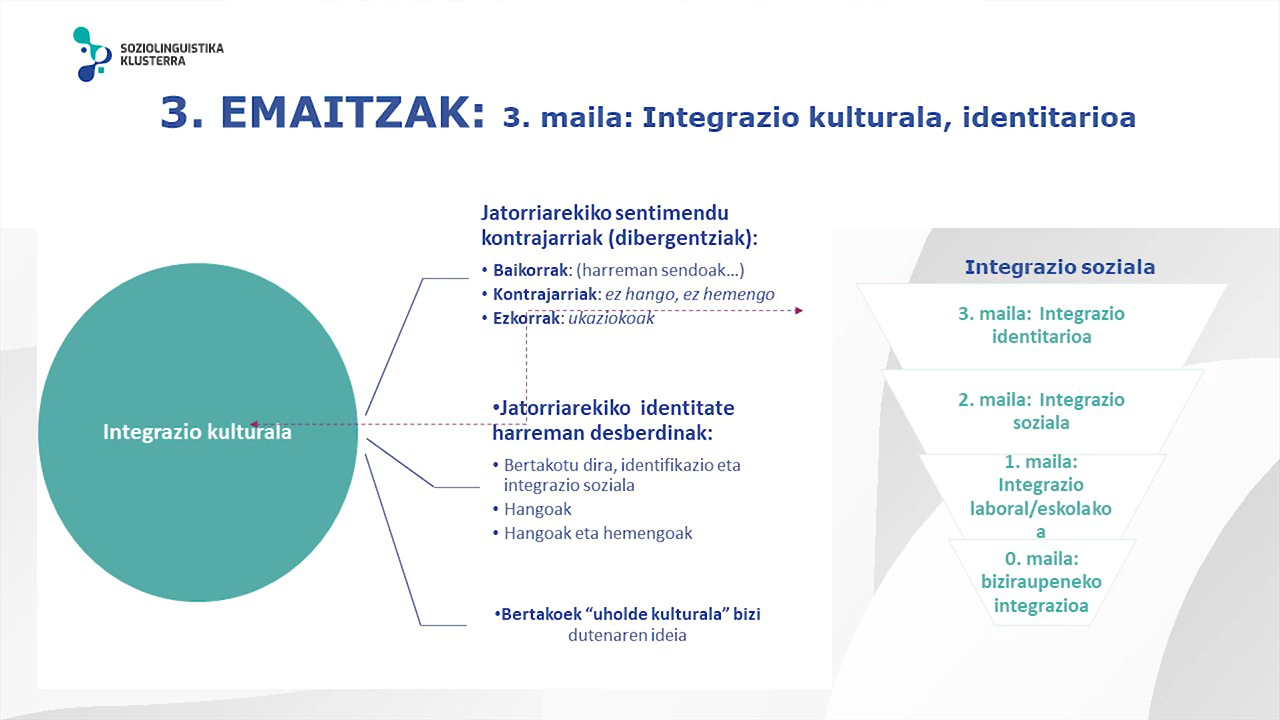 SOZIOLINGUISTIKA
KLUSTERRA
3. EMAITZAK: 3. maila: Integrazio kulturala, identitarioa
Integrazio kulturala
Jatorriarekiko sentimendu
kontrajarriak (dibergentziak):
• Baikorrak: (harreman sendoak…)
• Kontrajarriak: ez hango, ez hemengo
• Ezkorrak: ukaziokoak
•Jatorriarekiko identitate
harreman desberdinak:
• Bertakotu dira, identifikazio eta
integrazio soziala
• Hangoak
• Hangoak eta hemengoak
•Bertakoek “uholde kulturala” bizi
dutenaren ideia
Integrazio soziala
3. maila: Integrazio
identitarioa
2. maila: Integrazio
soziala
1. maila:
Integrazio
laboral/eskolako
a
0. maila:
biziraupeneko
integrazioa